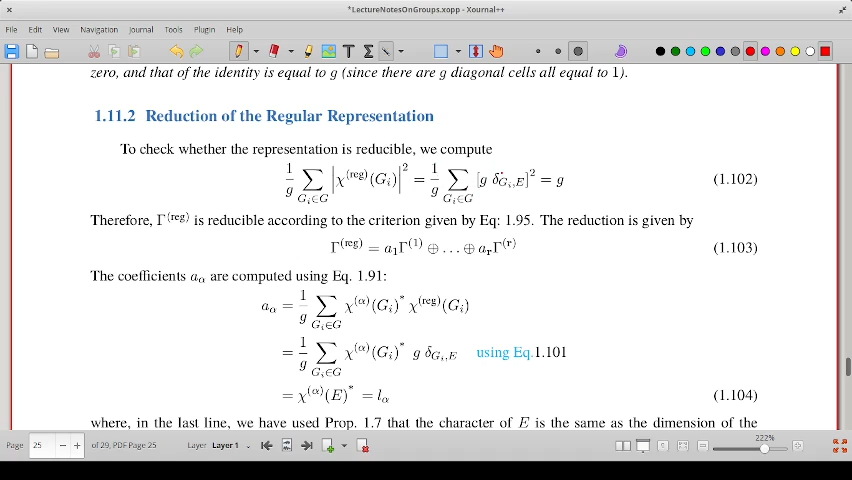 *LectureNotesOnGroups.xopp - Xournal++
File Edit View Navigation Journal Tools Plugin Help
zero, and that of the identity is equal to g (since there are g diagonal cells all equal to 1).
1.11.2 Reduction of the Regular Representation
To check whether the representation is reducible, we compute
1/g ∑_{G_i∈G} |χ^{(reg)}(G_i)|^2 = 1/g ∑_{G_i∈G} [g δ_{G_i,E}]^2 = g (1.102)
Therefore, Γ^{(reg)} is reducible according to the criterion given by Eq: 1.95. The reduction is given by
Γ^{(reg)} = a_1Γ^{(1)} ⊕ … ⊕ a_rΓ^{(r)} (1.103)
The coefficients a_α are computed using Eq. 1.91:
a_α = 1/g ∑_{G_i∈G} χ^{(α)}(G_i)^* χ^{(reg)}(G_i)
= 1/g ∑_{G_i∈G} χ^{(α)}(G_i)^* g δ_{G_i,E} using Eq.1.101
= χ^{(α)}(E)^* = l_α (1.104)
where, in the last line, we have used Prop. 1.7 that the character of E is the same as the dimension of the
Page 25 of 29, PDF Page 25 Layer Layer 1 222%